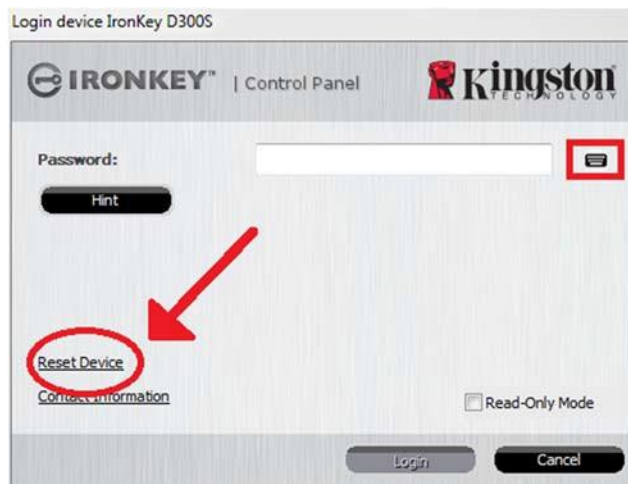 Login device IronKey D300S
IRONKEY™ | Control Panel
Kingston
TECHNOLOGY
Password:
Hint
Reset Device
Contact Information
Read-Only Mode
Login Cancel